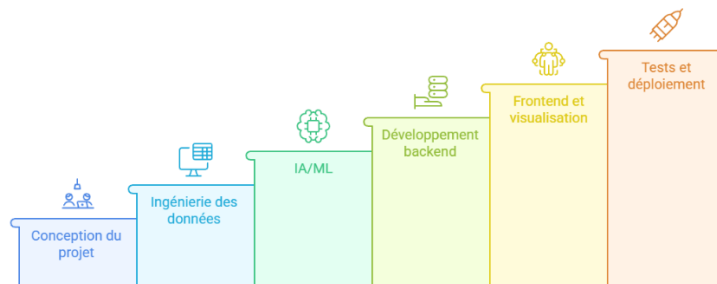 Conception du
projet
Ingénierie des
données
IA/ML
Développement
backend
Frontend et
visualisation
Tests et
déploiement